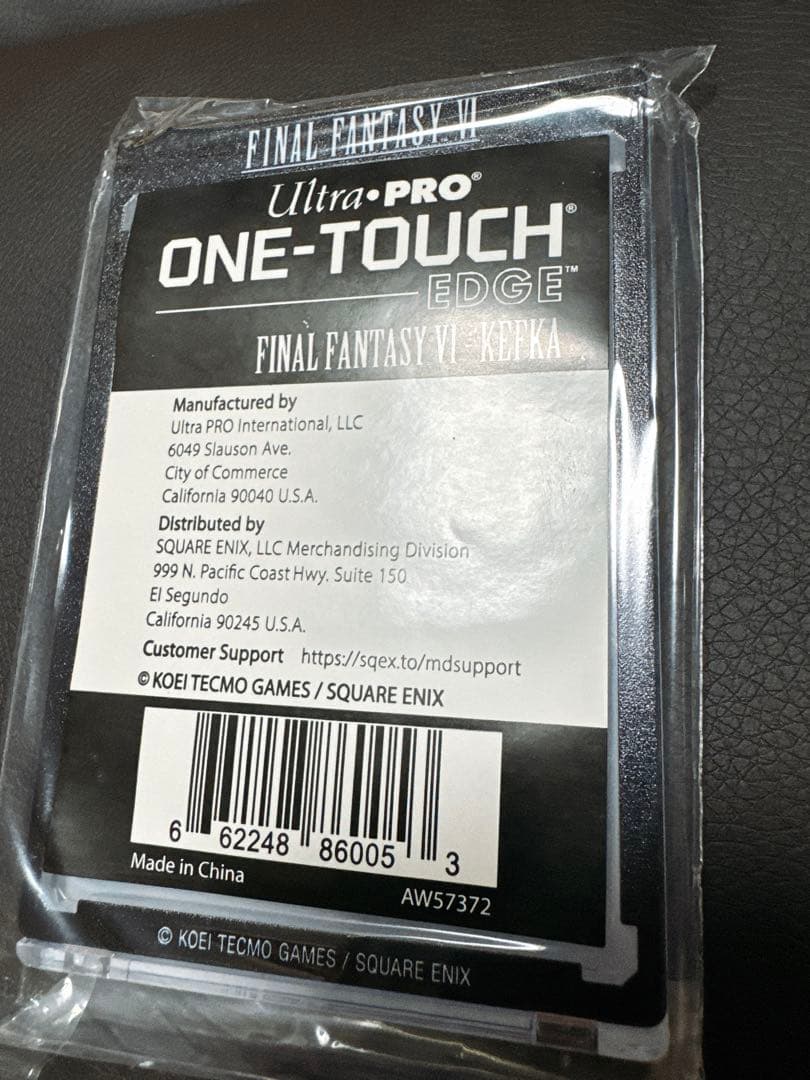 FINAL FANTASY VI
Ultra•PRO®
ONE-TOUCH®
EDGE™
FINAL FANTASY VI - KEFKA
Manufactured by
Ultra PRO International, LLC
6049 Slauson Ave.
City of Commerce
California 90040 U.S.A.
Distributed by
SQUARE ENIX, LLC Merchandising Division
999 N. Pacific Coast Hwy. Suite 150
El Segundo
California 90245 U.S.A.
Customer Support https://sqex.to/mdsupport
© KOEI TECMO GAMES / SQUARE ENIX
6 62248 86005 3
Made in China
AW57372
© KOEI TECMO GAMES / SQUARE ENIX